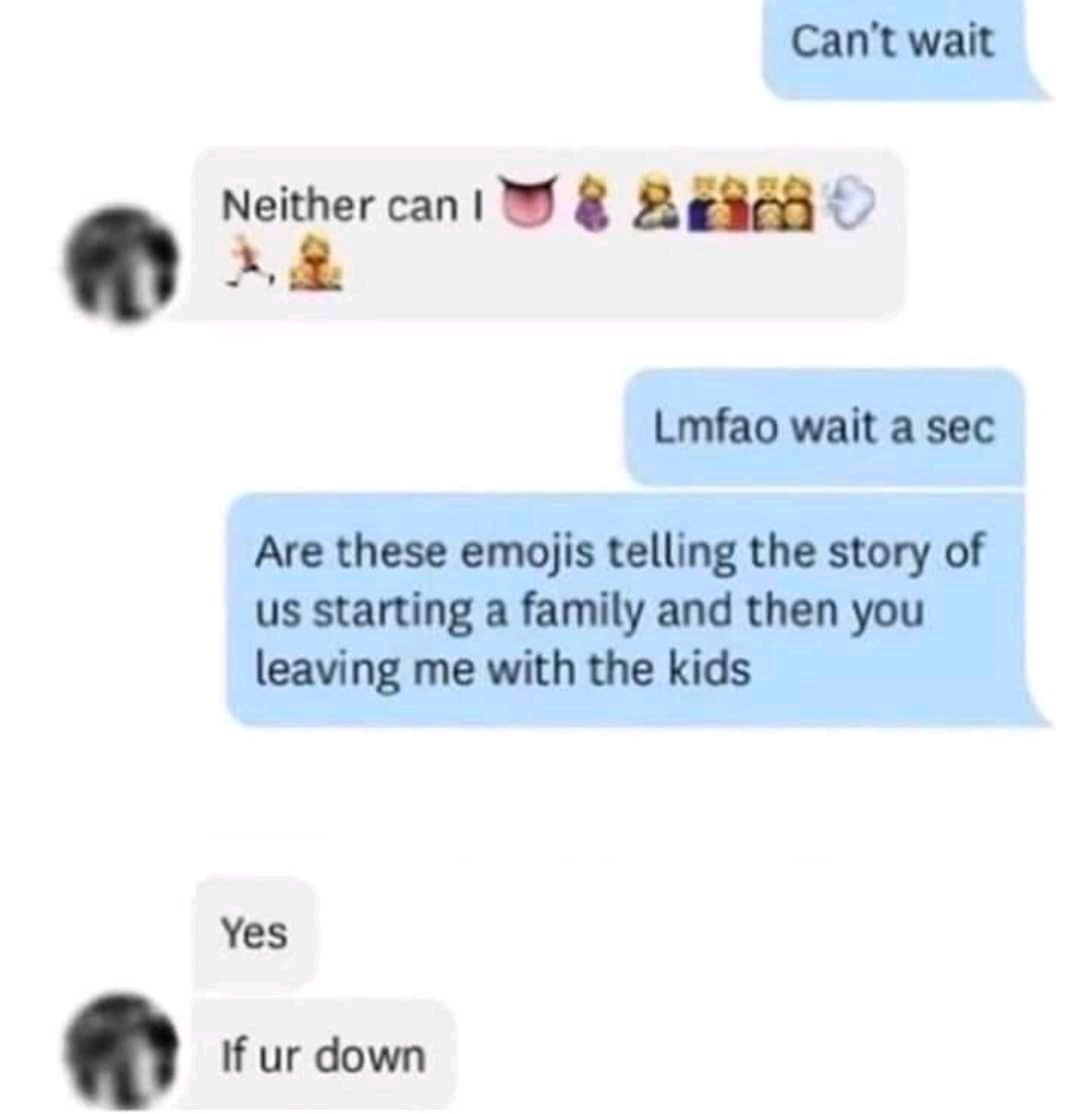 Can't wait
Neither can I 👅🤰🤱👨‍👩‍👦👨‍👩‍👧‍👦💨
🏃👩‍👧‍👦
Lmfao wait a sec
Are these emojis telling the story of
us starting a family and then you
leaving me with the kids
Yes
If ur down